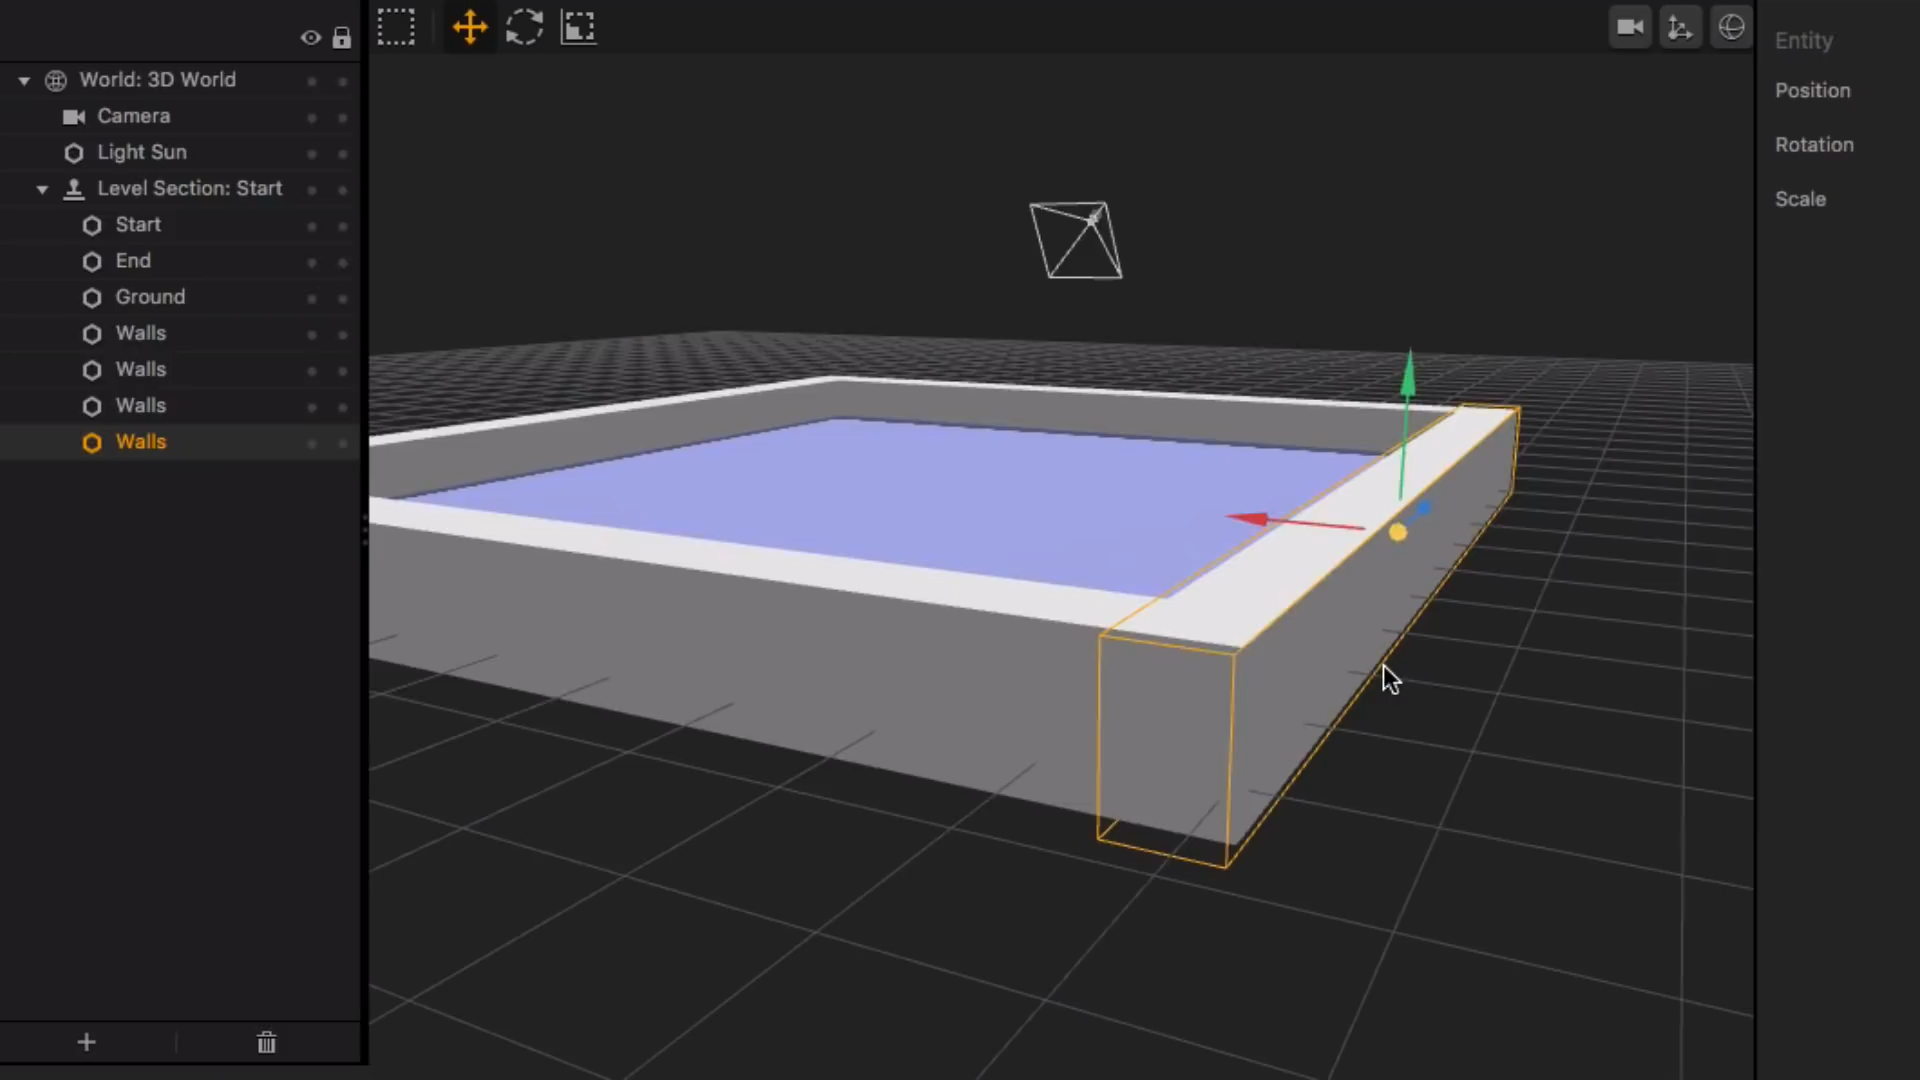 World: 3D World
Camera
Light Sun
Level Section: Start
Start
End
Ground
Walls
Walls
Walls
Walls
Entity
Position
Rotation
Scale